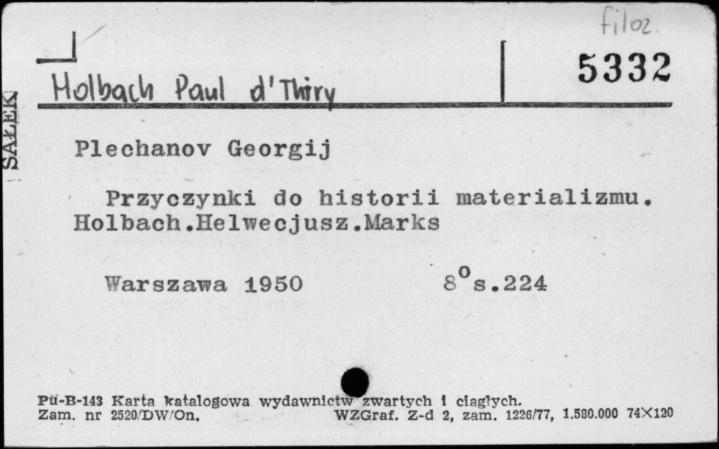 filoz.
5332
Holbach Paul d'Thiry
SAŁEK
Plechanov Georgij
Przyczynki do historii materializmu.
Holbach.Helwecjusz.Marks
Warszawa 1950 8°s.224
Pu-B-143 Karta katalogowa wydawnictw zwartych i ciągłych.
Zam. nr 2520/DW/On. WZGraf. Z-d 2, zam. 1226/77, 1.580.000 74×120